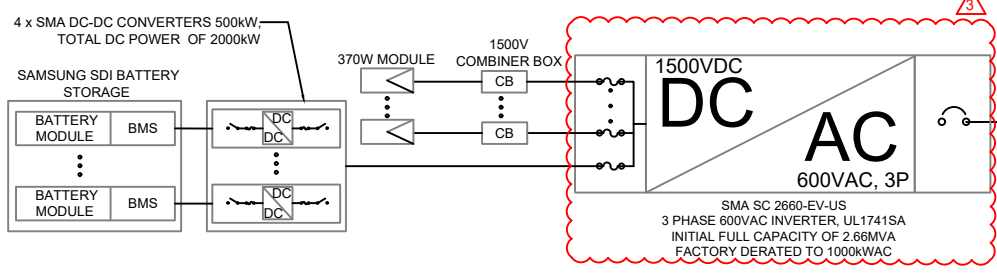 4 x SMA DC-DC CONVERTERS 500kW,
TOTAL DC POWER OF 2000kW
SAMSUNG SDI BATTERY
STORAGE
BATTERY
MODULE
BMS
BATTERY
MODULE
BMS
DC
DC
DC
DC
370W MODULE
1500V
COMBINER BOX
CB
CB
3
1500VDC
DC
AC
600VAC, 3P
SMA SC 2660-EV-US
3 PHASE 600VAC INVERTER, UL1741SA
INITIAL FULL CAPACITY OF 2.66MVA
FACTORY DERATED TO 1000kWAC